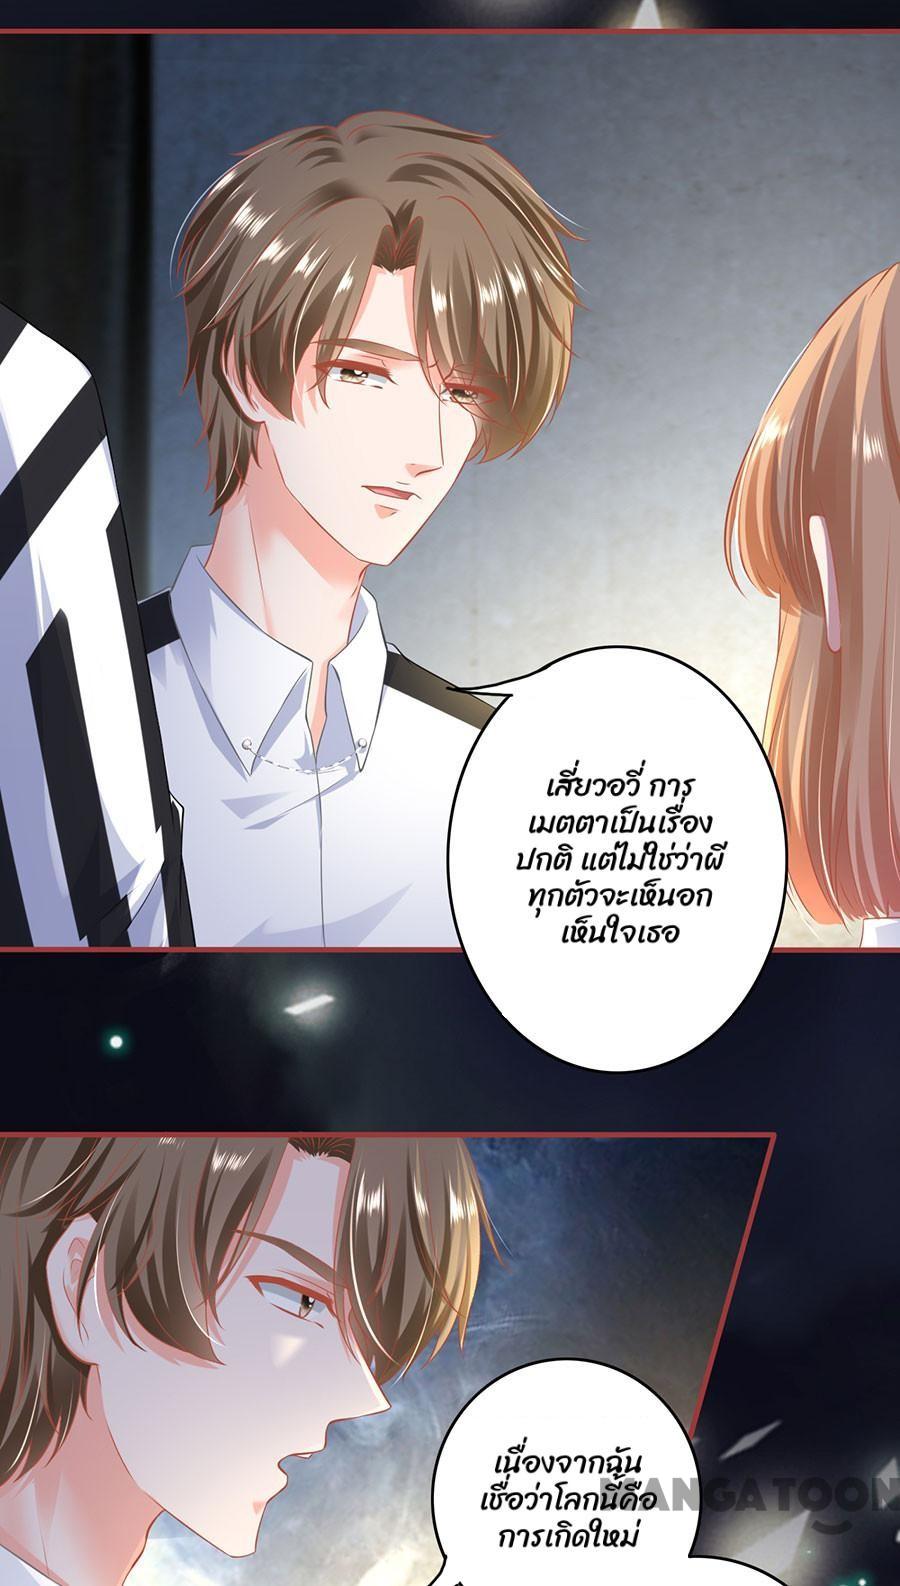 เสี่ยวอวี่ การ
เมตตาเป็นเรื่อง
ปกติ แต่ไม่ใช่ว่าผี
ทุกตัวจะเห็นอก
เห็นใจเธอ
เนื่องจากฉัน
เชื่อว่าโลกนี้คือ
การเกิดใหม่
MANGATOON